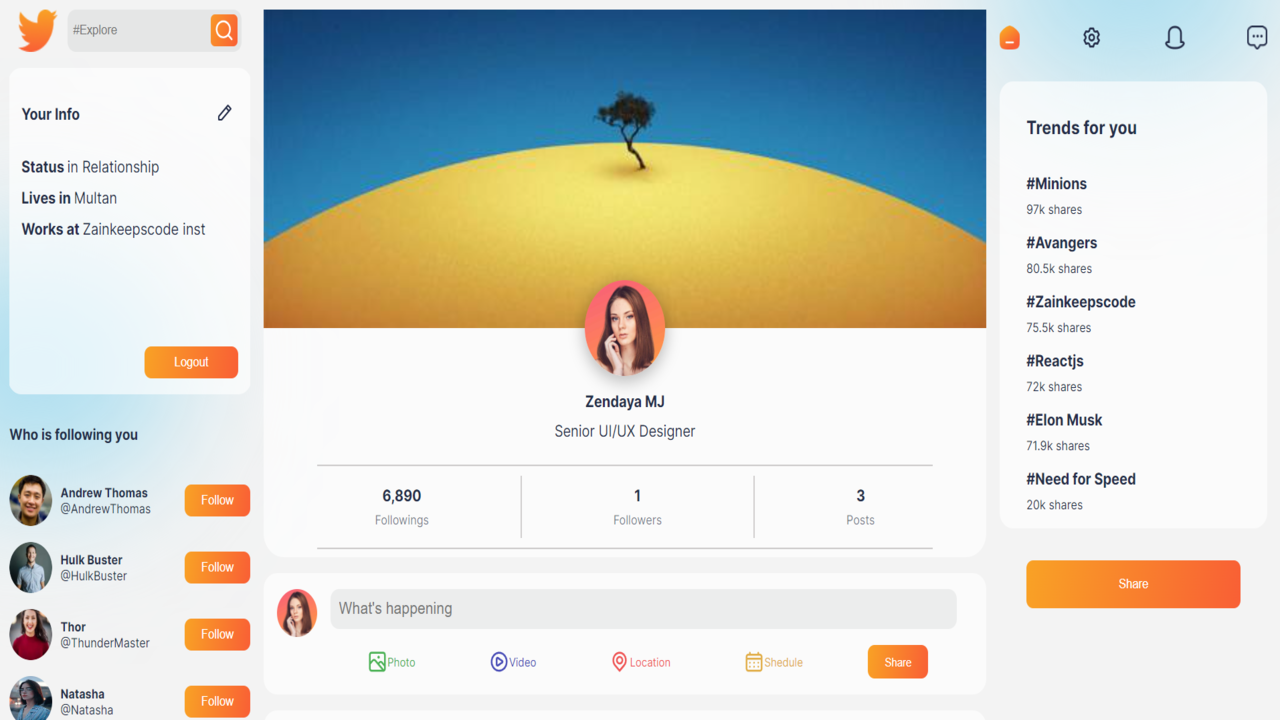 #Explore
Your Info
Status in Relationship
Lives in Multan
Works at Zainkeepscode inst
Logout
Who is following you
Andrew Thomas
@AndrewThomas
Follow
Hulk Buster
@HulkBuster
Follow
Thor
@ThunderMaster
Follow
Natasha
@Natasha
Follow
Zendaya MJ
Senior UI/UX Designer
6,890
Followings
1
Followers
3
Posts
What's happening
Photo
Video
Location
Shedule
Share
Trends for you
#Minions
97k shares
#Avangers
80.5k shares
#Zainkeepscode
75.5k shares
#Reactjs
72k shares
#Elon Musk
71.9k shares
#Need for Speed
20k shares
Share